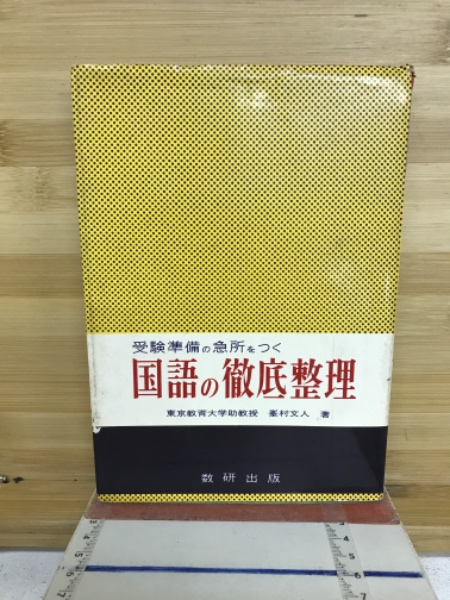 受験準備の急所をつく
国語の徹底整理
東京教育大学助教授 峯村文人 著
数研出版